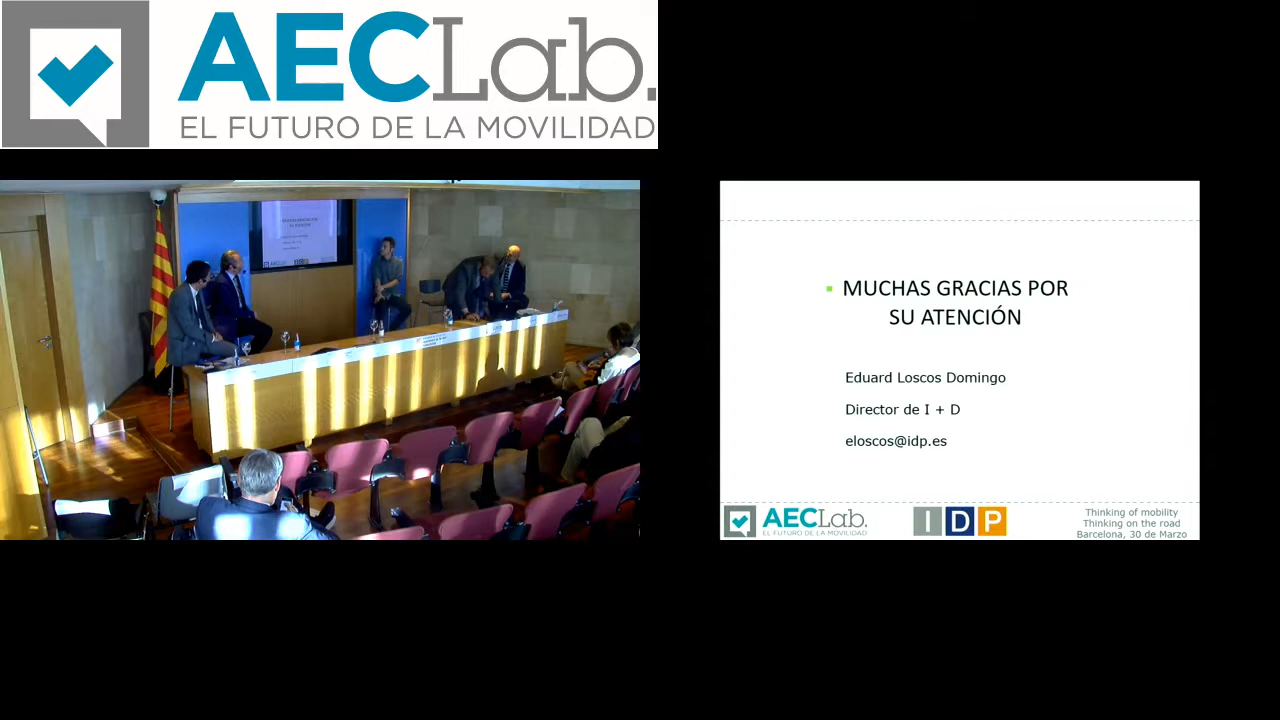 AECLab.
EL FUTURO DE LA MOVILIDAD
MUCHAS GRACIAS POR
SU ATENCIÓN
Eduard Loscos Domingo
Director de I + D
eloscos@idp.es
AECLab.
EL FUTURO DE LA MOVILIDAD
IDP
Thinking of mobility
Thinking on the road
Barcelona, 30 de Marzo